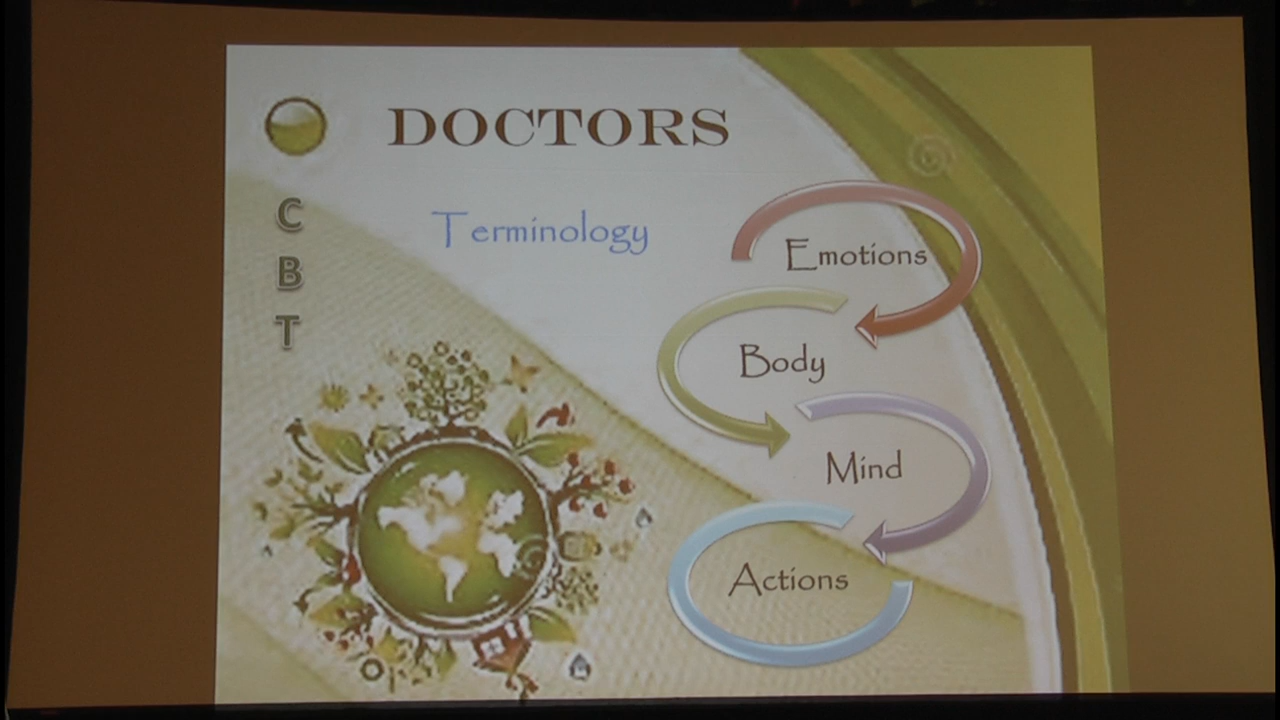 DOCTORS
C
B
T
Terminology
Emotions
Body
Mind
Actions